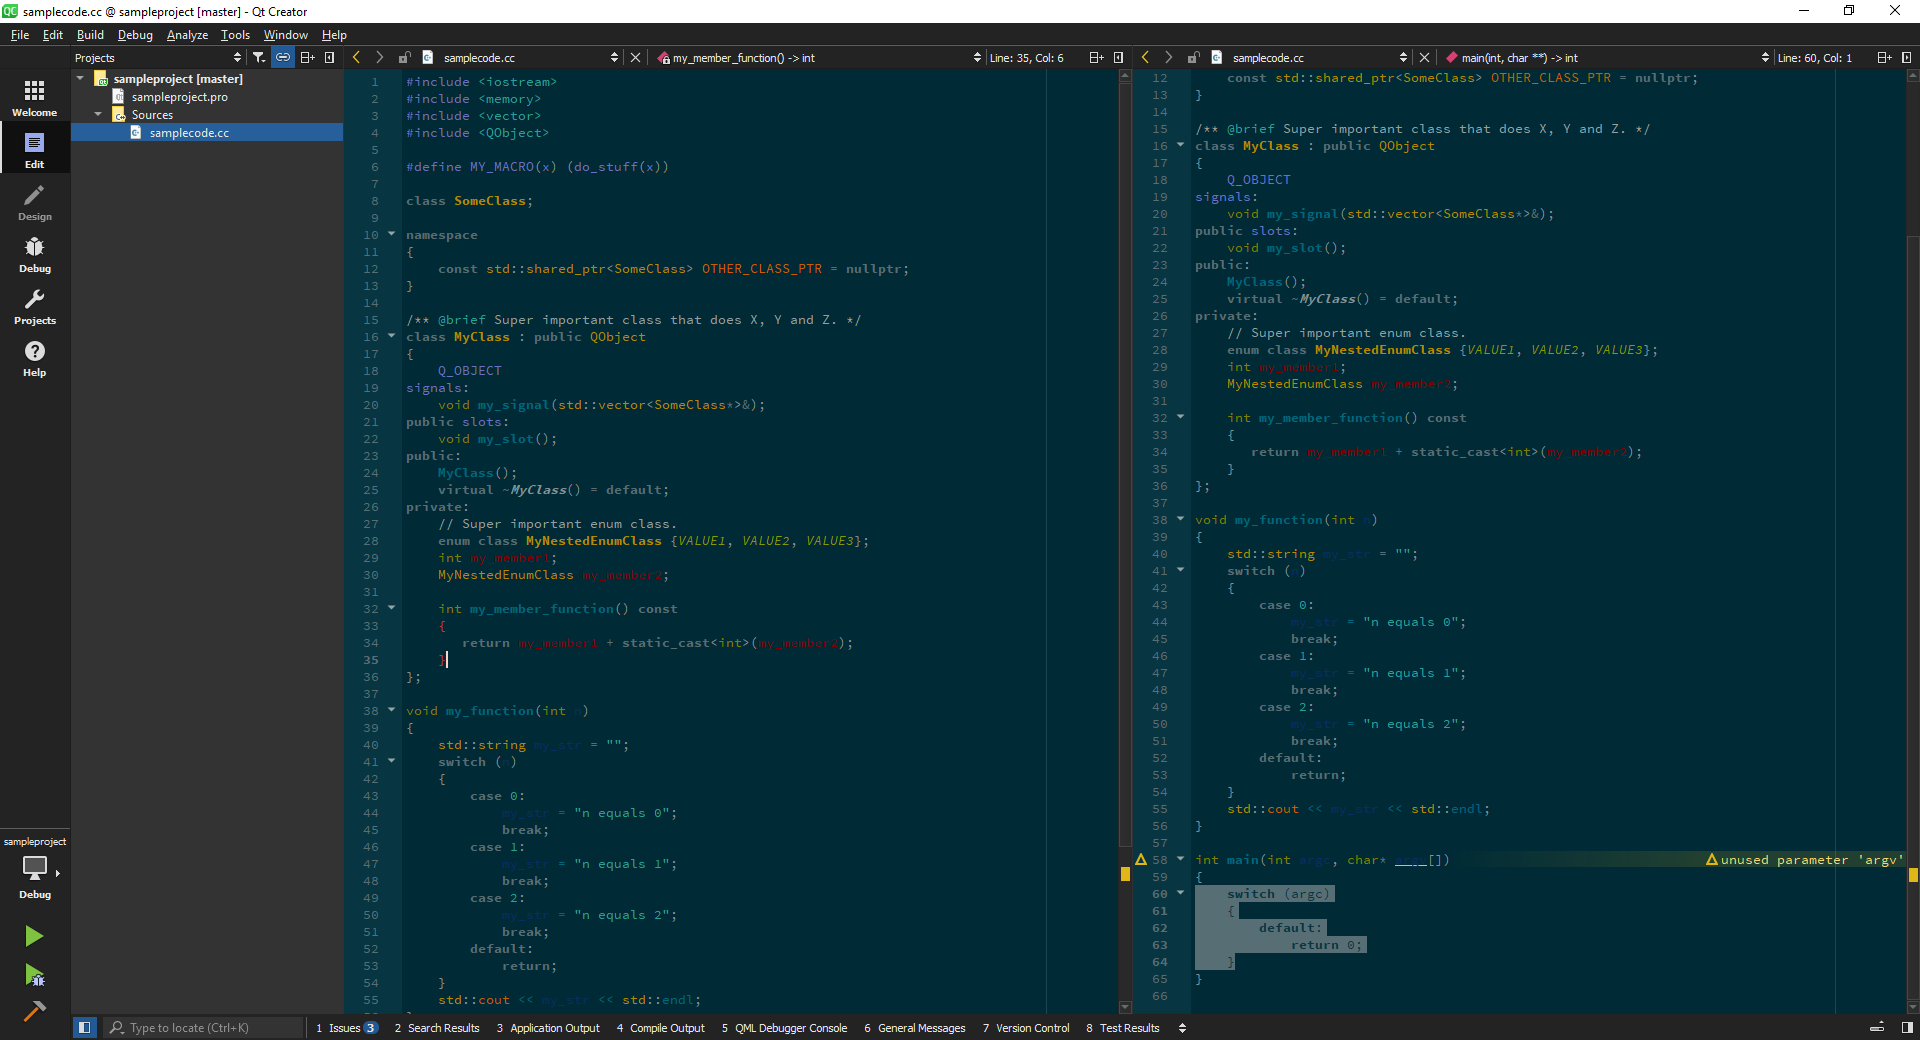 samplecode.cc @ sampleproject [master] - Qt Creator
File Edit Build Debug Analyze Tools Window Help
Projects
samplecode.cc
my_member_function() -> int
Line: 35, Col: 6
samplecode.cc
main(int, char **) -> int
Line: 60, Col: 1
Welcome
Edit
Design
Debug
Projects
Help
sampleproject
Debug
sampleproject [master]
sampleproject.pro
Sources
samplecode.cc
1 #include <iostream>
2 #include <memory>
3 #include <vector>
4 #include <QObject>
5
6 #define MY_MACRO(x) (do_stuff(x))
7
8 class SomeClass;
9
10 namespace
11 {
12     const std::shared_ptr<SomeClass> OTHER_CLASS_PTR = nullptr;
13 }
14
15 /** @brief Super important class that does X, Y and Z. */
16 class MyClass : public QObject
17 {
18     Q_OBJECT
19 signals:
20     void my_signal(std::vector<SomeClass*>&);
21 public slots:
22     void my_slot();
23 public:
24     MyClass();
25     virtual ~MyClass() = default;
26 private:
27     // Super important enum class.
28     enum class MyNestedEnumClass {VALUE1, VALUE2, VALUE3};
29     int my_member1;
30     MyNestedEnumClass my_member2;
31
32     int my_member_function() const
33     {
34        return my_member1 + static_cast<int>(my_member2);
35     }
36 };
37
38 void my_function(int n)
39 {
40     std::string my_str = "";
41     switch (n)
42     {
43         case 0:
44             my_str = "n equals 0";
45             break;
46         case 1:
47             my_str = "n equals 1";
48             break;
49         case 2:
50             my_str = "n equals 2";
51             break;
52         default:
53             return;
54     }
55     std::cout << my_str << std::endl;
12     const std::shared_ptr<SomeClass> OTHER_CLASS_PTR = nullptr;
13 }
14
15 /** @brief Super important class that does X, Y and Z. */
16 class MyClass : public QObject
17 {
18     Q_OBJECT
19 signals:
20     void my_signal(std::vector<SomeClass*>&);
21 public slots:
22     void my_slot();
23 public:
24     MyClass();
25     virtual ~MyClass() = default;
26 private:
27     // Super important enum class.
28     enum class MyNestedEnumClass {VALUE1, VALUE2, VALUE3};
29     int my_member1;
30     MyNestedEnumClass my_member2;
31
32     int my_member_function() const
33     {
34        return my_member1 + static_cast<int>(my_member2);
35     }
36 };
37
38 void my_function(int n)
39 {
40     std::string my_str = "";
41     switch (n)
42     {
43         case 0:
44             my_str = "n equals 0";
45             break;
46         case 1:
47             my_str = "n equals 1";
48             break;
49         case 2:
50             my_str = "n equals 2";
51             break;
52         default:
53             return;
54     }
55     std::cout << my_str << std::endl;
56 }
57
58 int main(int argc, char* argv[]) unused parameter 'argv'
59 {
60     switch (argc)
61     {
62         default:
63             return 0;
64     }
65 }
66
Type to locate (Ctrl+K)
1 Issues 3
2 Search Results
3 Application Output
4 Compile Output
5 QML Debugger Console
6 General Messages
7 Version Control
8 Test Results